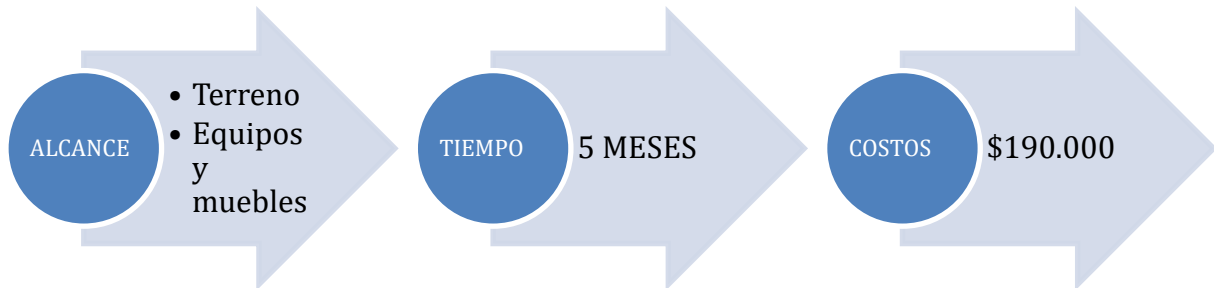 ALCANCE
• Terreno
• Equipos
y
muebles
TIEMPO
5 MESES
COSTOS
$190.000